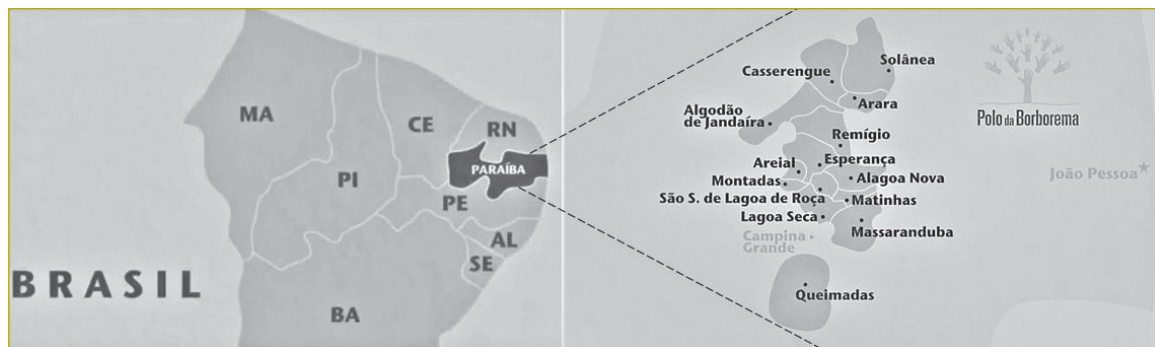 MA
CE
RN
PARAÍBA
PI
PE
AL
SE
BRASIL
BA
Solânea
Casserengue
Arara
Algodão
de Jandaíra
Remígio
Areial
Esperança
Montadas
Alagoa Nova
São S. de Lagoa de Roça
Matinhas
Lagoa Seca
Massaranduba
Campina
Grande
Queimadas
Polo da Borborema
João Pessoa